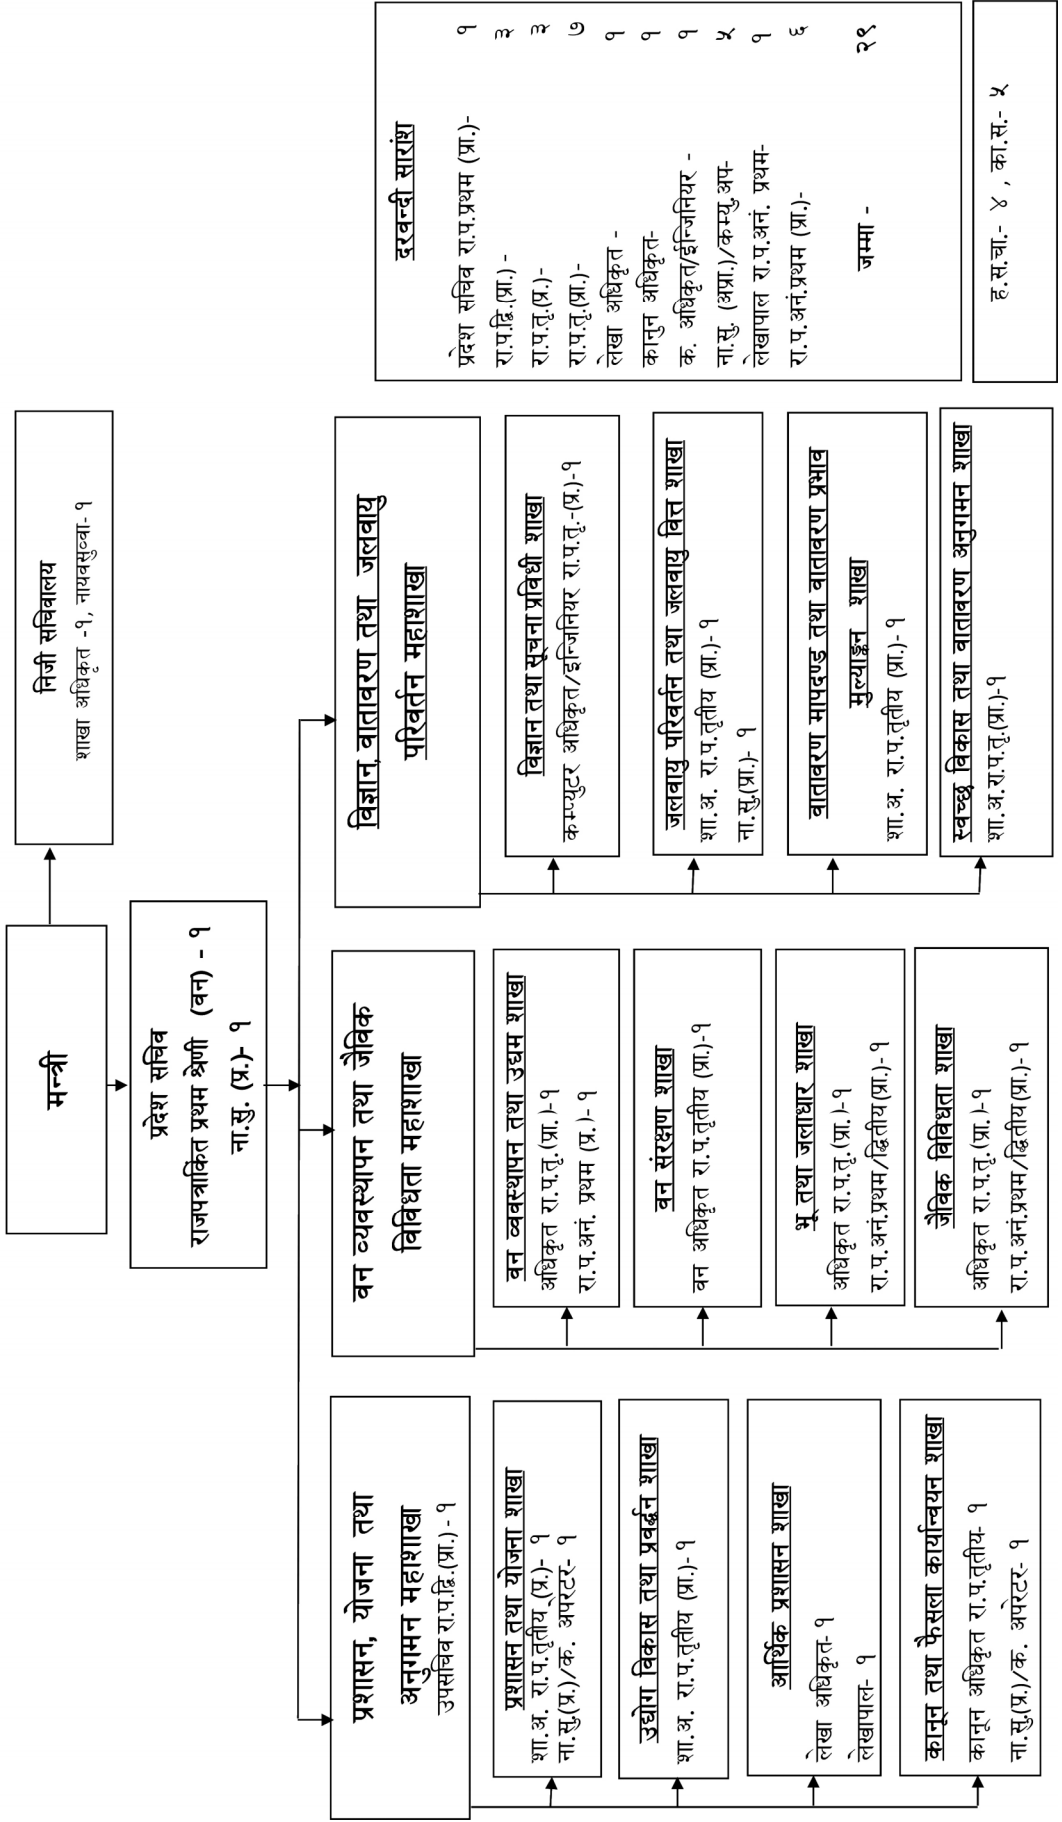 मन्त्री
निजी सचिवालय
शाखा अधिकृत -१, नायवसुव्वा- १
प्रदेश सचिव
राजपत्रांकित प्रथम श्रेणी (वन) - १
ना.सु. (प्र.)- १
प्रशासन, योजना तथा
अनुगमन महाशाखा
उपसचिव रा.प.द्वि.(प्रा.) - १
प्रशासन तथा योजना शाखा
शा.अ. रा.प.तृतीय (प्र.)- १
ना.सु.(प्र.)/क. अपरेटर- १
उद्योग विकास तथा प्रवर्द्धन शाखा
शा.अ. रा.प.तृतीय (प्रा.)- १
आर्थिक प्रशासन शाखा
लेखा अधिकृत- १
लेखापाल- १
कानून तथा फैसला कार्यान्वयन शाखा
कानून अधिकृत रा.प.तृतीय- १
ना.सु.(प्र.)/क. अपरेटर- १
वन व्यवस्थापन तथा जैविक
विविधता महाशाखा
वन व्यवस्थापन तथा उधम शाखा
अधिकृत रा.प.तृ.(प्रा.)-१
रा.प.अनं. प्रथम (प्र.) - १
वन संरक्षण शाखा
वन अधिकृत रा.प.तृतीय (प्रा.)-१
भू तथा जलाधार शाखा
अधिकृत रा.प.तृ.(प्रा.)-१
रा.प.अनं.प्रथम/द्वितीय(प्रा.)- १
जैविक विविधता शाखा
अधिकृत रा.प.तृ.(प्रा.)-१
रा.प.अनं.प्रथम/द्वितीय(प्रा.)- १
विज्ञान, वातावरण तथा जलवायु
परिवर्तन महाशाखा
विज्ञान तथा सूचना प्रविधी शाखा
कम्प्युटर अधिकृत/इन्जिनियर रा.प.तृ.-(प्र.)-१
जलवायु परिवर्तन तथा जलवायु वित्त शाखा
शा.अ. रा.प.तृतीय (प्रा.)- १
ना.सु.(प्रा.)- १
वातावरण मापदण्ड तथा वातावरण प्रभाव
मुल्याङ्कन शाखा
शा.अ. रा.प.तृतीय (प्रा.)- १
स्वच्छ विकास तथा वातावरण अनुगमन शाखा
शा.अ.रा.प.तृ.(प्रा.)-१
दरवन्दी सारांश
प्रदेश सचिव रा.प.प्रथम (प्रा.)- १
रा.प.द्वि.(प्रा.) - ३
रा.प.तृ.(प्र.)- ३
रा.प.तृ.(प्रा.)- ७
लेखा अधिकृत - १
कानुन अधिकृत- १
क. अधिकृत/ईन्जिनियर - १
ना.सु. (अप्रा.)/कम्यु.अप- ५
लेखापाल रा.प.अनं. प्रथम- १
रा.प.अनं.प्रथम (प्रा.)- ६
जम्मा - २९
ह.स.चा.- ४ , का.स.- ५